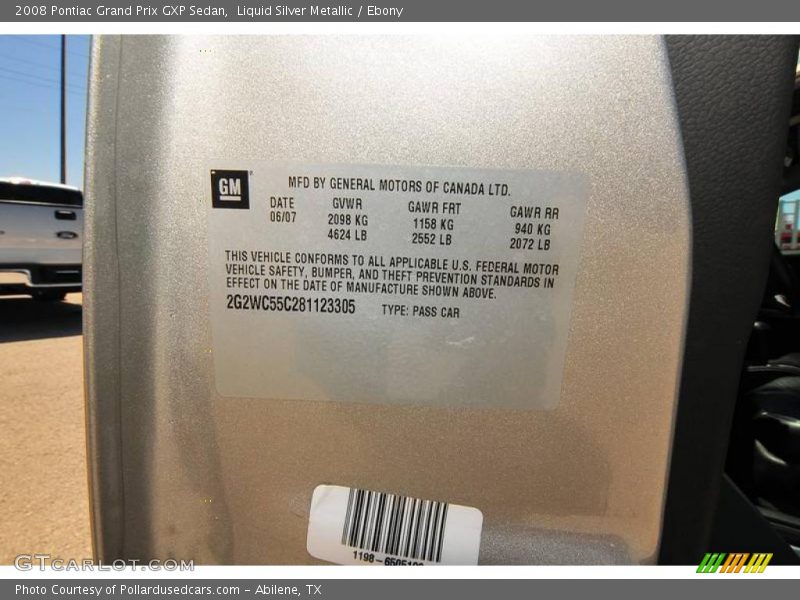 2008 Pontiac Grand Prix GXP Sedan, Liquid Silver Metallic / Ebony
GM
MFD BY GENERAL MOTORS OF CANADA LTD.
DATE GVWR GAWR FRT GAWR RR
06/07 2098 KG 1158 KG 940 KG
4624 LB 2552 LB 2072 LB
THIS VEHICLE CONFORMS TO ALL APPLICABLE U.S. FEDERAL MOTOR
VEHICLE SAFETY, BUMPER, AND THEFT PREVENTION STANDARDS IN
EFFECT ON THE DATE OF MANUFACTURE SHOWN ABOVE.
2G2WC55C281123305 TYPE: PASS CAR
GTCarLot.com
Photo Courtesy of Pollardusedcars.com - Abilene, TX